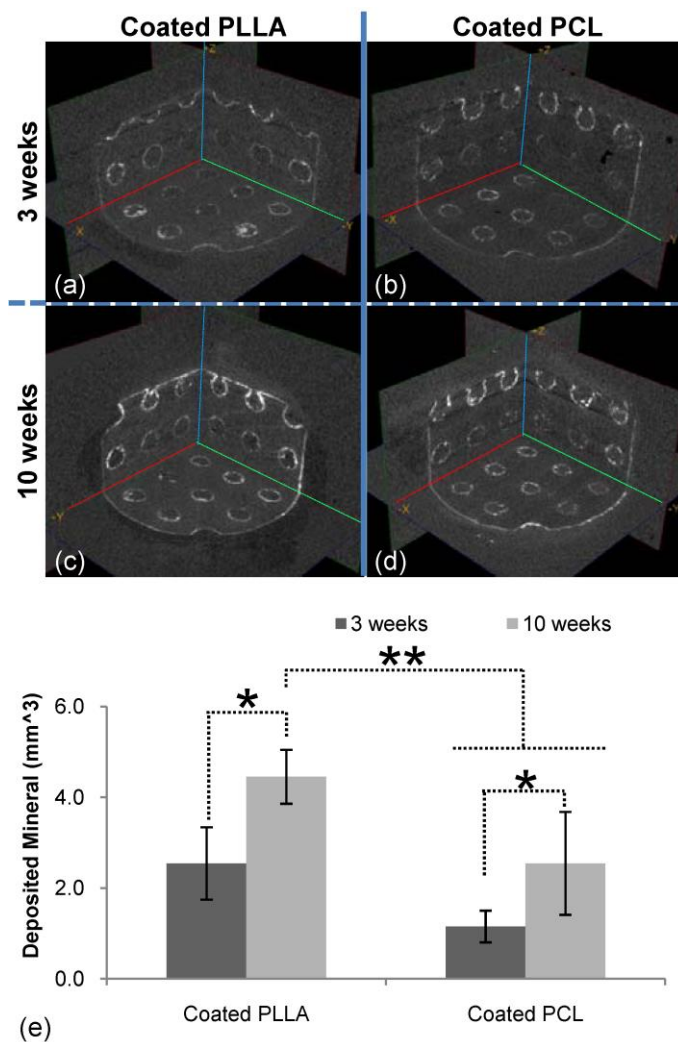 Coated PLLA Coated PCL
3 weeks
-Z
-X
-Y
(a)
-Z
-X
-Y
(b)
10 weeks
-Y
(c)
-Z
-X
-Y
(d)
3 weeks 10 weeks
**
*
*
Deposited Mineral (mm^3)
6.0
4.0
2.0
0.0
Coated PLLA Coated PCL
(e)